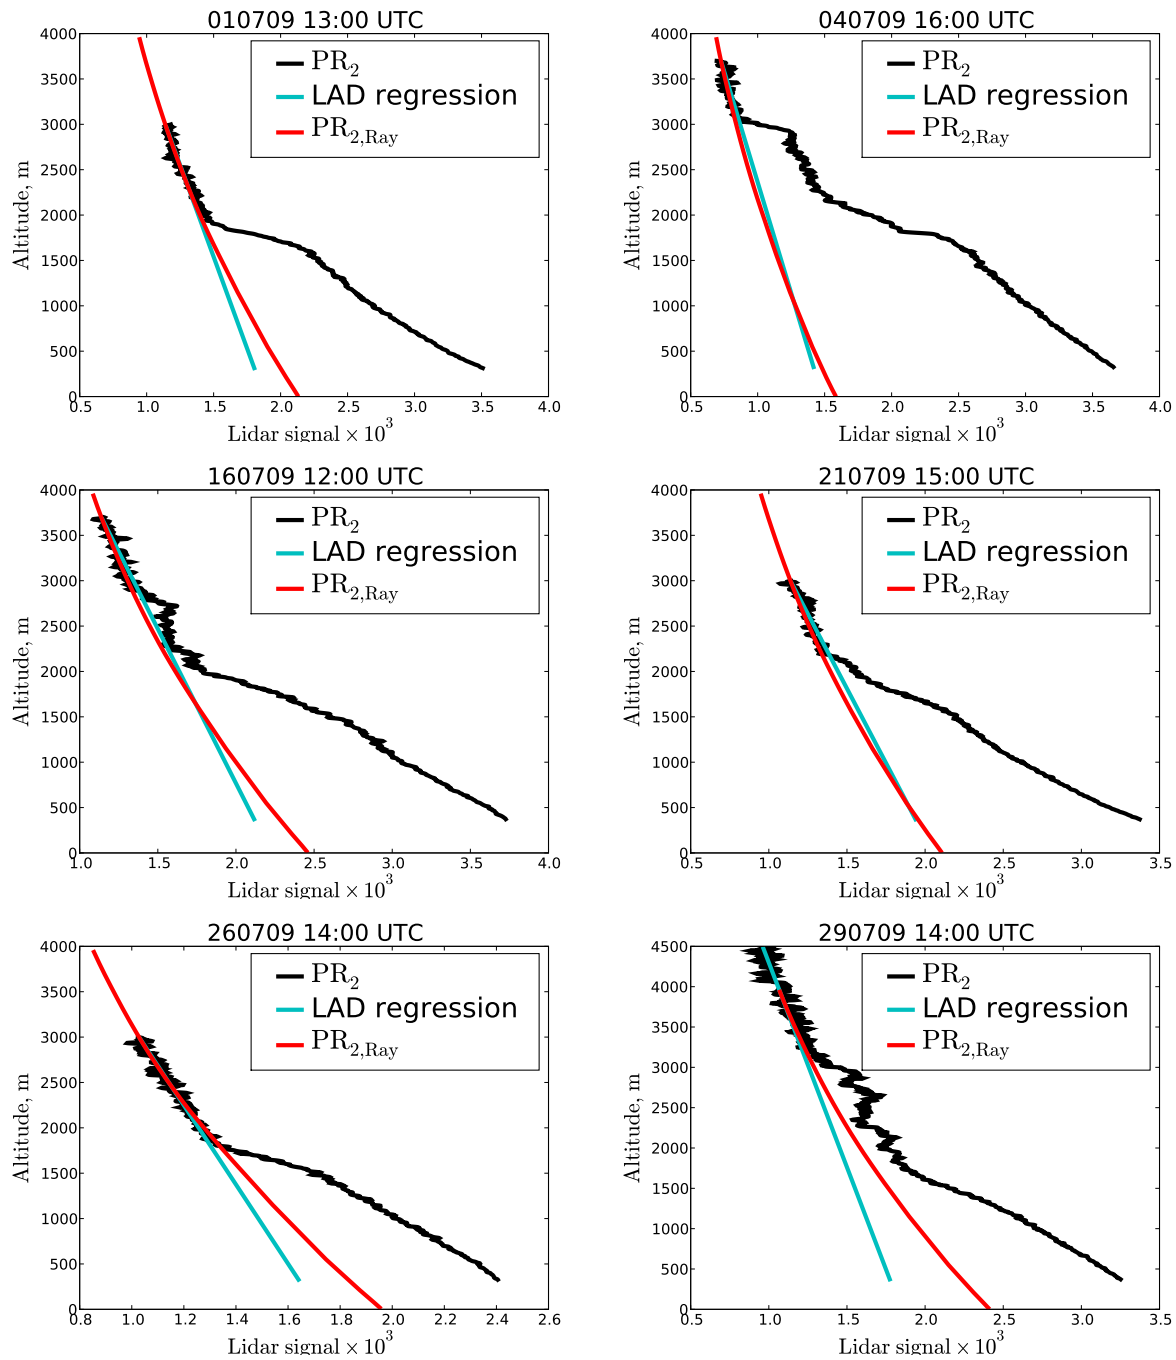 010709 13:00 UTC
4000
3500
3000
2500
2000
1500
1000
500
0
Altitude, m
PR₂
LAD regression
PR₂,Ray
0.5 1.0 1.5 2.0 2.5 3.0 3.5 4.0
Lidar signal × 10³
040709 16:00 UTC
4000
3500
3000
2500
2000
1500
1000
500
0
Altitude, m
PR₂
LAD regression
PR₂,Ray
0.5 1.0 1.5 2.0 2.5 3.0 3.5 4.0
Lidar signal × 10³
160709 12:00 UTC
4000
3500
3000
2500
2000
1500
1000
500
0
Altitude, m
PR₂
LAD regression
PR₂,Ray
1.0 1.5 2.0 2.5 3.0 3.5 4.0
Lidar signal × 10³
210709 15:00 UTC
4000
3500
3000
2500
2000
1500
1000
500
0
Altitude, m
PR₂
LAD regression
PR₂,Ray
0.5 1.0 1.5 2.0 2.5 3.0 3.5
Lidar signal × 10³
260709 14:00 UTC
4000
3500
3000
2500
2000
1500
1000
500
0
Altitude, m
PR₂
LAD regression
PR₂,Ray
0.8 1.0 1.2 1.4 1.6 1.8 2.0 2.2 2.4 2.6
Lidar signal × 10³
290709 14:00 UTC
4500
4000
3500
3000
2500
2000
1500
1000
500
0
Altitude, m
PR₂
LAD regression
PR₂,Ray
0.5 1.0 1.5 2.0 2.5 3.0 3.5
Lidar signal × 10³